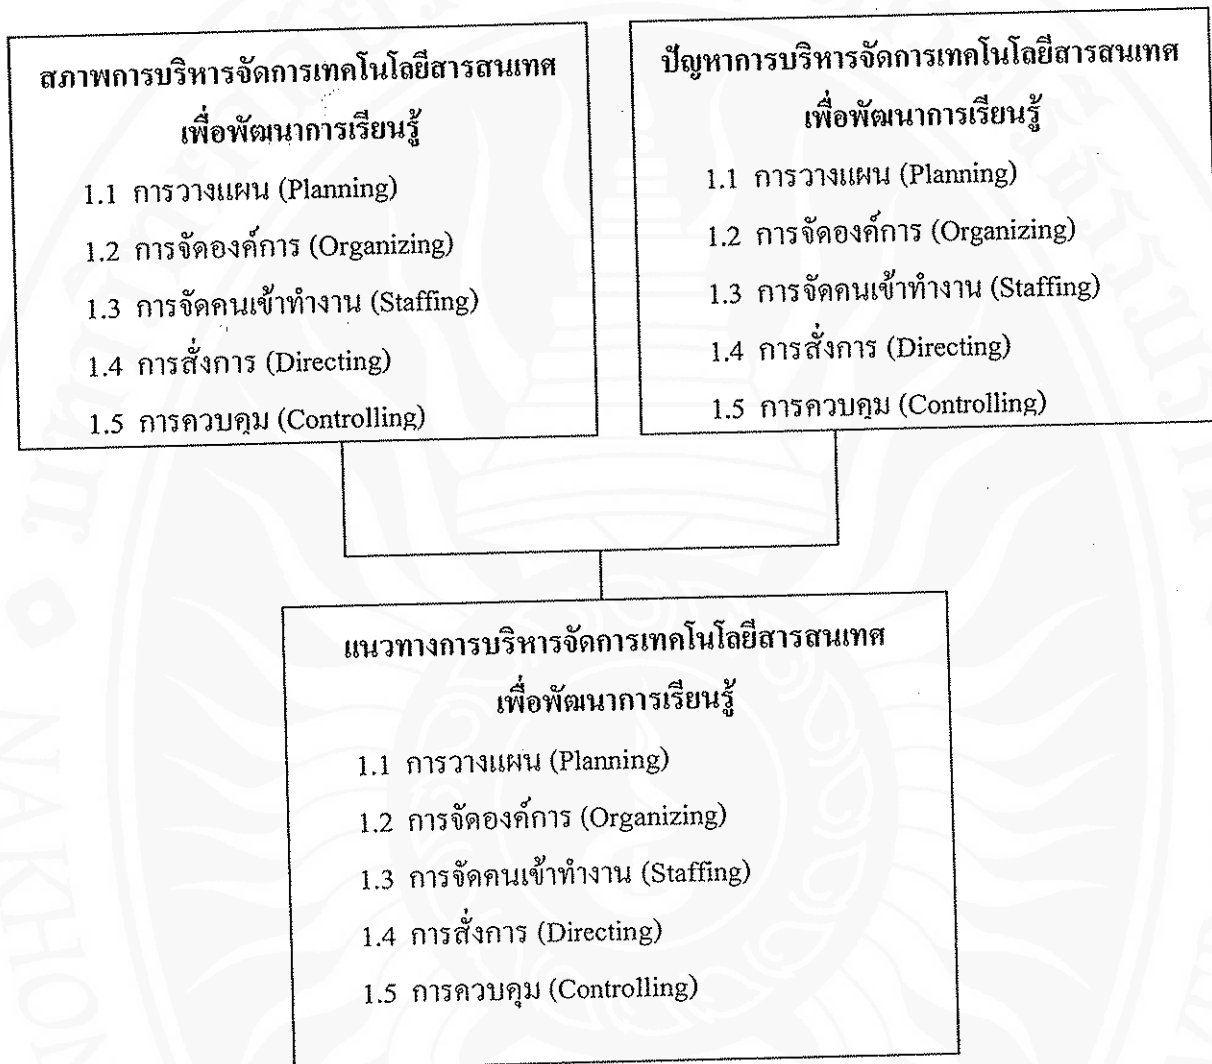 สภาพการบริหารจัดการเทคโนโลยีสารสนเทศ
เพื่อพัฒนาการเรียนรู้
1.1 การวางแผน (Planning)
1.2 การจัดองค์การ (Organizing)
1.3 การจัดคนเข้าทำงาน (Staffing)
1.4 การสั่งการ (Directing)
1.5 การควบคุม (Controlling)
ปัญหาการบริหารจัดการเทคโนโลยีสารสนเทศ
เพื่อพัฒนาการเรียนรู้
1.1 การวางแผน (Planning)
1.2 การจัดองค์การ (Organizing)
1.3 การจัดคนเข้าทำงาน (Staffing)
1.4 การสั่งการ (Directing)
1.5 การควบคุม (Controlling)
แนวทางการบริหารจัดการเทคโนโลยีสารสนเทศ
เพื่อพัฒนาการเรียนรู้
1.1 การวางแผน (Planning)
1.2 การจัดองค์การ (Organizing)
1.3 การจัดคนเข้าทำงาน (Staffing)
1.4 การสั่งการ (Directing)
1.5 การควบคุม (Controlling)